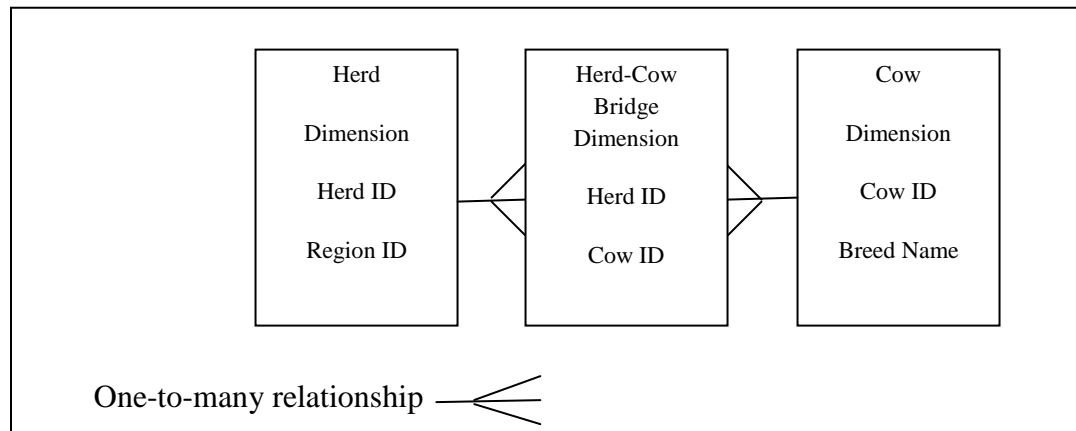 Herd
Dimension
Herd ID
Region ID
Herd-Cow
Bridge
Dimension
Herd ID
Cow ID
Cow
Dimension
Cow ID
Breed Name
One-to-many relationship